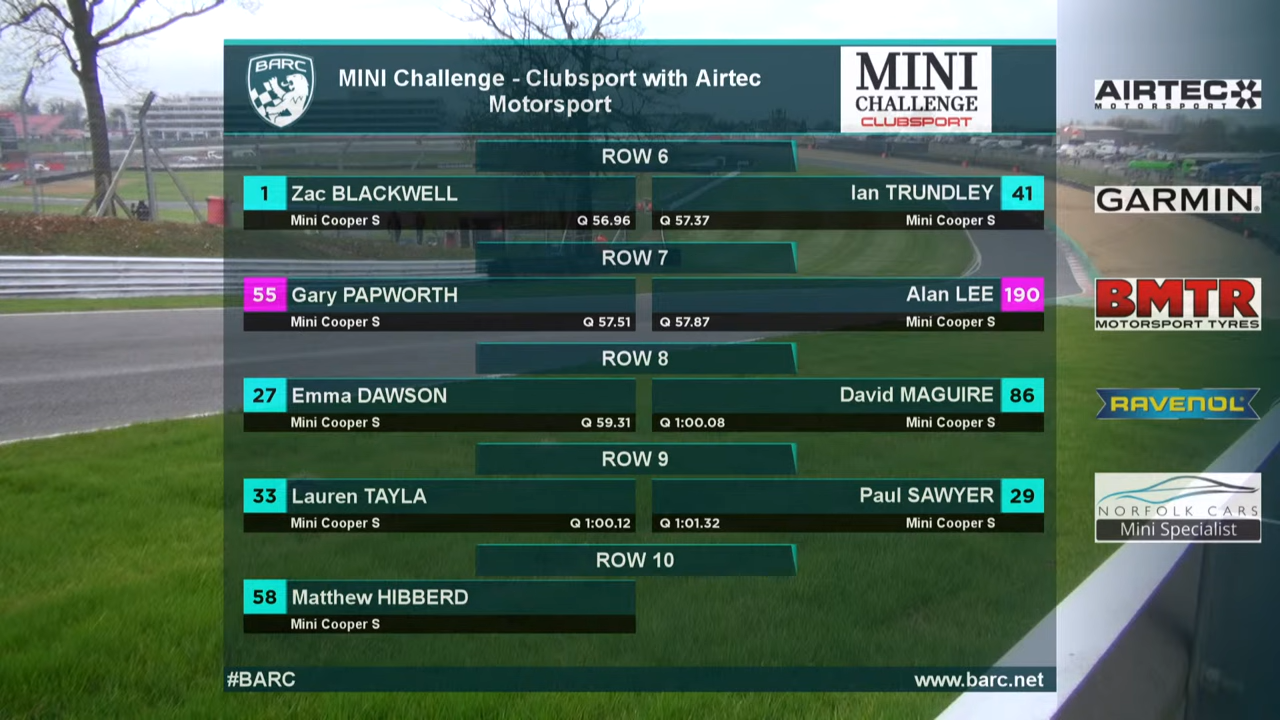 BARC
MINI Challenge - Clubsport with Airtec
Motorsport
MINI
CHALLENGE
CLUBSPORT
ROW 6
1 Zac BLACKWELL
Mini Cooper S Q 56.96
Ian TRUNDLEY 41
Q 57.37 Mini Cooper S
ROW 7
55 Gary PAPWORTH
Mini Cooper S Q 57.51
Alan LEE 190
Q 57.87 Mini Cooper S
ROW 8
27 Emma DAWSON
Mini Cooper S Q 59.31
David MAGUIRE 86
Q 1:00.08 Mini Cooper S
ROW 9
33 Lauren TAYLA
Mini Cooper S Q 1:00.12
Paul SAWYER 29
Q 1:01.32 Mini Cooper S
ROW 10
58 Matthew HIBBERD
Mini Cooper S
#BARC
www.barc.net
AIRTEC
MOTORSPORT
GARMIN.
BMTR
MOTORSPORT TYRES
RAVENOL
NORFOLK CARS
Mini Specialist